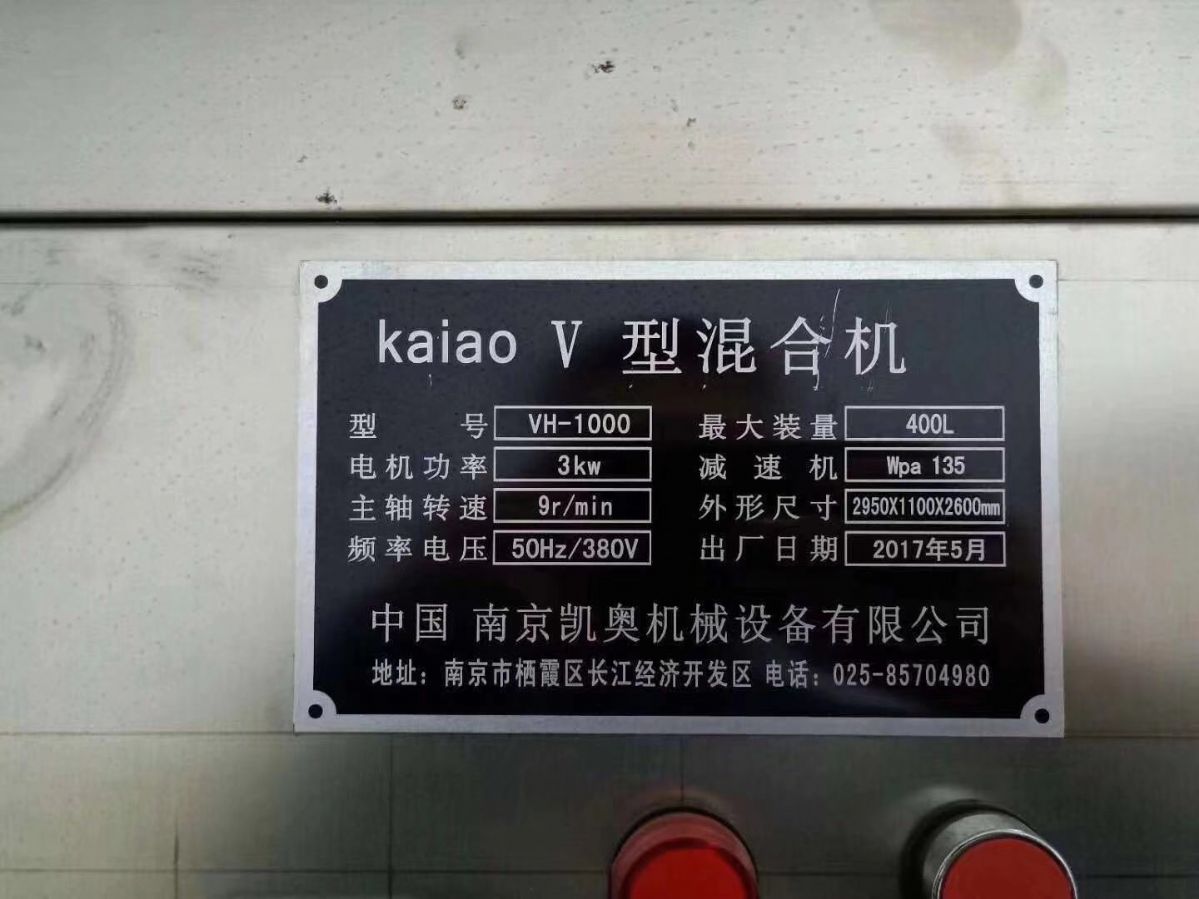 kaiao V 型混合机
型 号 VH-1000 最大装量 400L
电机功率 3kw 减 速 机 Wpa 135
主轴转速 9r/min 外形尺寸 2950X1100X2600mm
频率电压 50Hz/380V 出厂日期 2017年5月
中国 南京凯奥机械设备有限公司
地址：南京市栖霞区长江经济开发区 电话：025-85704980